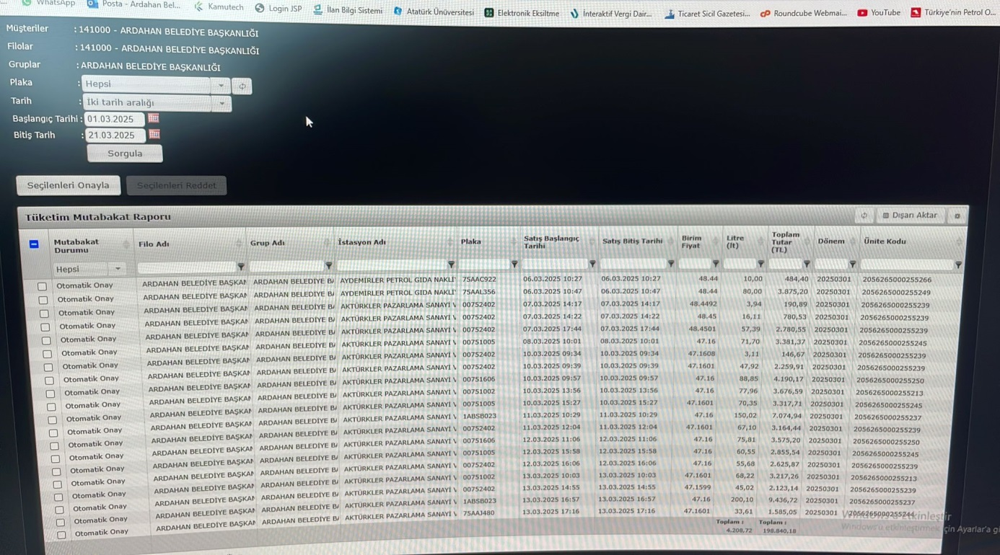 WhatsApp Posta - Ardahan Bel... Kamutech Login JSP İlan Bilgi Sistemi Atatürk Üniversitesi Elektronik Eksiltme İnteraktif Vergi Dair... Ticaret Sicil Gazetesi... Roundcube Webmai... YouTube Türkiye'nin Petrol O...
Müşteriler : 141000 - ARDAHAN BELEDİYE BAŞKANLIĞI
Filolar : 141000 - ARDAHAN BELEDİYE BAŞKANLIĞI
Gruplar : ARDAHAN BELEDİYE BAŞKANLIĞI
Plaka : Hepsi
Tarih : İki tarih aralığı
Başlangıç Tarihi : 01.03.2025
Bitiş Tarih : 21.03.2025
Sorgula
Seçilenleri Onayla Seçilenleri Reddet
Tüketim Mutabakat Raporu Dışarı Aktar
Mutabakat Durumu Filo Adı Grup Adı İstasyon Adı Plaka Satış Başlangıç Tarihi Satış Bitiş Tarihi Birim Fiyat Litre (lt) Toplam Tutar (TL) Dönem Ünite Kodu
Hepsi
Otomatik Onay ARDAHAN BELEDİYE BAŞKAN ARDAHAN BELEDİYE BA AYDEMİRLER PETROL GIDA NAKLİY 75AAC922 06.03.2025 10:27 06.03.2025 10:27 48.44 10,00 484,40 20250301 2056265000255266
Otomatik Onay ARDAHAN BELEDİYE BAŞKAN ARDAHAN BELEDİYE BA AYDEMİRLER PETROL GIDA NAKLİY 75AAL356 06.03.2025 10:47 06.03.2025 10:47 48.44 80,00 3.875,20 20250301 2056265000255249
Otomatik Onay ARDAHAN BELEDİYE BAŞKAN ARDAHAN BELEDİYE BA AKTÜRKLER PAZARLAMA SANAYİ V 00752402 07.03.2025 14:17 07.03.2025 14:17 48.4492 3,94 190,89 20250301 2056265000255239
Otomatik Onay ARDAHAN BELEDİYE BAŞKAN ARDAHAN BELEDİYE BA AKTÜRKLER PAZARLAMA SANAYİ V 00752402 07.03.2025 14:22 07.03.2025 14:22 48.45 16,11 780,53 20250301 2056265000255239
Otomatik Onay ARDAHAN BELEDİYE BAŞKAN ARDAHAN BELEDİYE BA AKTÜRKLER PAZARLAMA SANAYİ V 00752402 07.03.2025 17:44 07.03.2025 17:44 48.4501 57,39 2.780,55 20250301 2056265000255239
Otomatik Onay ARDAHAN BELEDİYE BAŞKAN ARDAHAN BELEDİYE BA AKTÜRKLER PAZARLAMA SANAYİ V 00751005 08.03.2025 10:01 08.03.2025 10:01 47.16 71,70 3.381,37 20250301 2056265000255245
Otomatik Onay ARDAHAN BELEDİYE BAŞKAN ARDAHAN BELEDİYE BA AKTÜRKLER PAZARLAMA SANAYİ V 00752402 10.03.2025 09:34 10.03.2025 09:34 47.1608 3,11 146,67 20250301 2056265000255239
Otomatik Onay ARDAHAN BELEDİYE BAŞKAN ARDAHAN BELEDİYE BA AKTÜRKLER PAZARLAMA SANAYİ V 00752402 10.03.2025 09:39 10.03.2025 09:39 47.1601 47,92 2.259,91 20250301 2056265000255239
Otomatik Onay ARDAHAN BELEDİYE BAŞKAN ARDAHAN BELEDİYE BA AKTÜRKLER PAZARLAMA SANAYİ V 00751606 10.03.2025 09:57 10.03.2025 09:57 47.16 88,85 4.190,17 20250301 2056265000255250
Otomatik Onay ARDAHAN BELEDİYE BAŞKAN ARDAHAN BELEDİYE BA AKTÜRKLER PAZARLAMA SANAYİ V 00751002 10.03.2025 13:56 10.03.2025 13:56 47.16 77,96 3.676,59 20250301 2056265000255213
Otomatik Onay ARDAHAN BELEDİYE BAŞKAN ARDAHAN BELEDİYE BA AKTÜRKLER PAZARLAMA SANAYİ V 00751005 10.03.2025 15:27 10.03.2025 15:27 47.1601 70,35 3.317,71 20250301 2056265000255245
Otomatik Onay ARDAHAN BELEDİYE BAŞKAN ARDAHAN BELEDİYE BA AKTÜRKLER PAZARLAMA SANAYİ V 1ABSB023 11.03.2025 10:29 11.03.2025 10:29 47.16 150,02 7.074,94 20250301 2056265000255237
Otomatik Onay ARDAHAN BELEDİYE BAŞKAN ARDAHAN BELEDİYE BA AKTÜRKLER PAZARLAMA SANAYİ V 00752402 11.03.2025 12:04 11.03.2025 12:04 47.1601 67,10 3.164,44 20250301 2056265000255239
Otomatik Onay ARDAHAN BELEDİYE BAŞKAN ARDAHAN BELEDİYE BA AKTÜRKLER PAZARLAMA SANAYİ V 00751606 12.03.2025 11:06 12.03.2025 11:06 47.16 75,81 3.575,20 20250301 2056265000255250
Otomatik Onay ARDAHAN BELEDİYE BAŞKAN ARDAHAN BELEDİYE BA AKTÜRKLER PAZARLAMA SANAYİ V 00751005 12.03.2025 15:58 12.03.2025 15:58 47.16 60,55 2.855,54 20250301 2056265000255245
Otomatik Onay ARDAHAN BELEDİYE BAŞKAN ARDAHAN BELEDİYE BA AKTÜRKLER PAZARLAMA SANAYİ V 00752402 12.03.2025 16:06 12.03.2025 16:06 47.16 55,68 2.625,87 20250301 2056265000255239
Otomatik Onay ARDAHAN BELEDİYE BAŞKAN ARDAHAN BELEDİYE BA AKTÜRKLER PAZARLAMA SANAYİ V 00751002 13.03.2025 10:03 13.03.2025 10:03 47.1601 68,22 3.217,26 20250301 2056265000255213
Otomatik Onay ARDAHAN BELEDİYE BAŞKAN ARDAHAN BELEDİYE BA AKTÜRKLER PAZARLAMA SANAYİ V 00752402 13.03.2025 14:55 13.03.2025 14:55 47.1599 45,02 2.123,14 20250301 2056265000255239
Otomatik Onay ARDAHAN BELEDİYE BAŞKAN ARDAHAN BELEDİYE BA AKTÜRKLER PAZARLAMA SANAYİ V 1ABSB023 13.03.2025 16:57 13.03.2025 16:57 47.16 200,10 9.436,72 20250301 2056265000255237
Otomatik Onay ARDAHAN BELEDİYE BAŞKAN ARDAHAN BELEDİYE BA AKTÜRKLER PAZARLAMA SANAYİ V 75AAJ480 13.03.2025 17:16 13.03.2025 17:16 47.1601 33,61 1.585,05 20250301 2056265000255244
Toplam : Toplam :
4.208,72 198.840,18
Windows'u Etkinleştir
Windows'u etkinleştirmek için Ayarlar'a gi